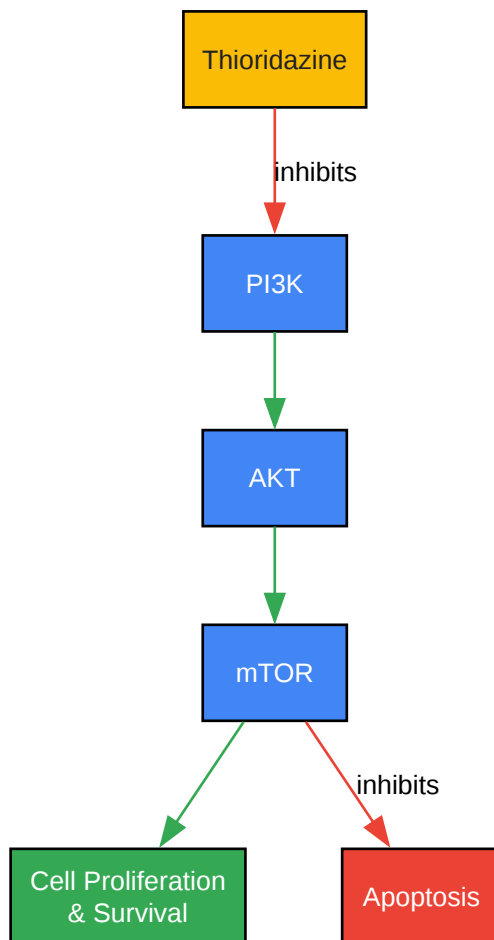 Thioridazine
inhibits
PI3K
AKT
mTOR
inhibits
Cell Proliferation
& Survival
Apoptosis